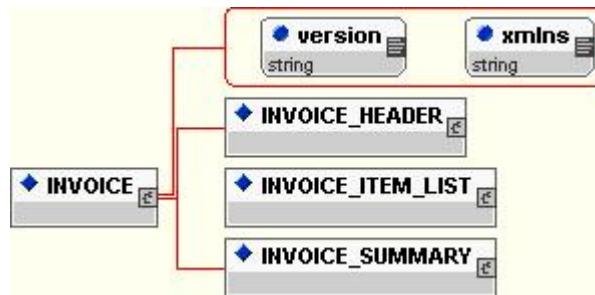 version
string
xmlns
string
INVOICE_HEADER
INVOICE
INVOICE_ITEM_LIST
INVOICE_SUMMARY